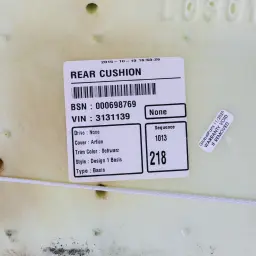 REAR CUSHION
BSN : 000698769
None
VIN : 3131139
Drive : None
Cover : Artico
Trim Color : Schwarz
Style : Design 1 Basis
Type : Basis
Sequence
1013
218